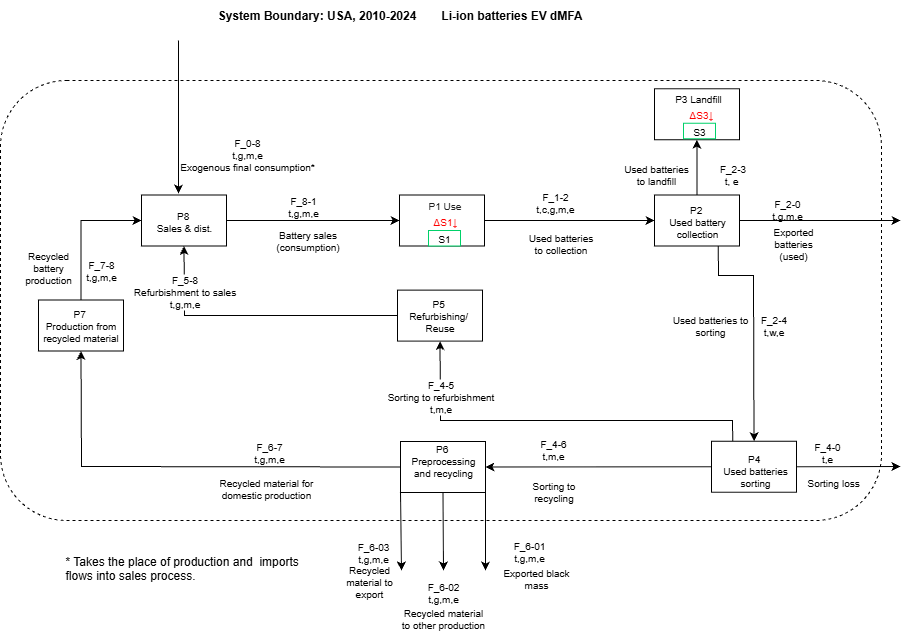 System Boundary: USA, 2010-2024 Li-ion batteries EV dMFA
P3 Landfill
ΔS3↓
S3
F_0-8
t,g,m,e
Exogenous final consumption*
Used batteries
to landfill
F_2-3
t, e
P8
Sales & dist.
F_8-1
t,g,m,e
Battery sales
(consumption)
P1 Use
ΔS1↓
S1
F_1-2
t,c,g,m,e
Used batteries
to collection
P2
Used battery
collection
F_2-0
t,g,m,e
Exported
batteries
(used)
Recycled
battery
production
F_7-8
t,g,m,e
F_5-8
Refurbishment to sales
t,g,m,e
P7
Production from
recycled material
P5
Refurbishing/
Reuse
Used batteries to
sorting
F_2-4
t,w,e
F_4-5
Sorting to refurbishment
t,m,e
F_6-7
t,g,m,e
Recycled material for
domestic production
P6
Preprocessing
and recycling
F_4-6
t,m,e
Sorting to
recycling
P4
Used batteries
sorting
F_4-0
t,e
Sorting loss
* Takes the place of production and imports
flows into sales process.
F_6-03
t,g,m,e
Recycled
material to
export
F_6-02
t,g,m,e
Recycled material
to other production
F_6-01
t,g,m,e
Exported black
mass